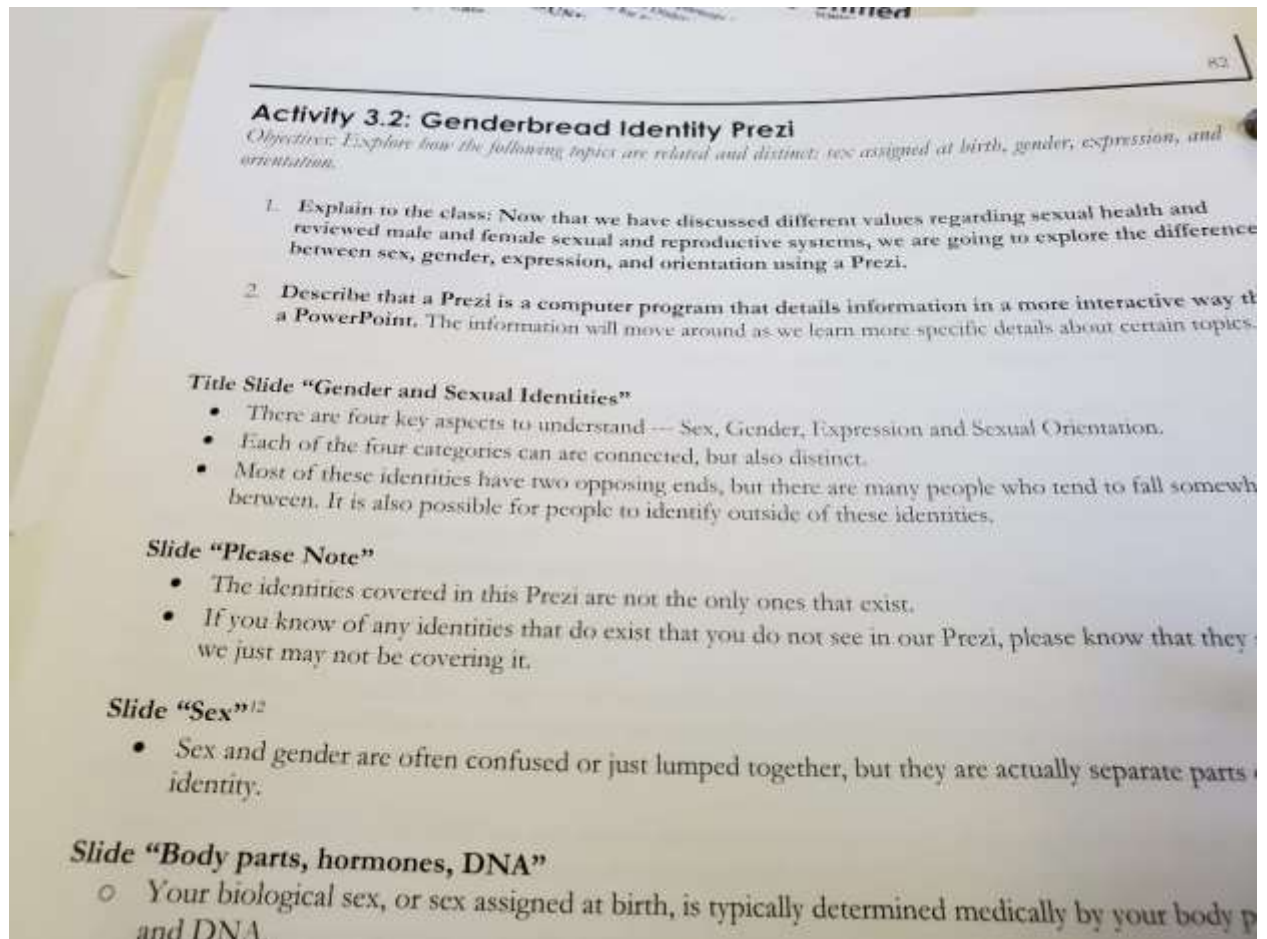 82
Activity 3.2: Genderbread Identity Prezi
Objectives: Explore how the following topics are related and distinct: sex assigned at birth, gender, expression, and
orientation.
1. Explain to the class: Now that we have discussed different values regarding sexual health and
reviewed male and female sexual and reproductive systems, we are going to explore the difference
between sex, gender, expression, and orientation using a Prezi.
2. Describe that a Prezi is a computer program that details information in a more interactive way
a PowerPoint. The information will move around as we learn more specific details about certain topics.
Title Slide “Gender and Sexual Identities”
• There are four key aspects to understand — Sex, Gender, Expression and Sexual Orientation.
• Each of the four categories can are connected, but also distinct.
• Most of these identities have two opposing ends, but there are many people who tend to fall
between. It is also possible for people to identify outside of these identities.
Slide “Please Note”
• The identities covered in this Prezi are not the only ones that exist.
• If you know of any identities that do exist that you do not see in our Prezi, please know that they
we just may not be covering it.
Slide “Sex”12
• Sex and gender are often confused or just lumped together, but they are actually separate parts
identity.
Slide “Body parts, hormones, DNA”
○ Your biological sex, or sex assigned at birth, is typically determined medically by your body
and DNA